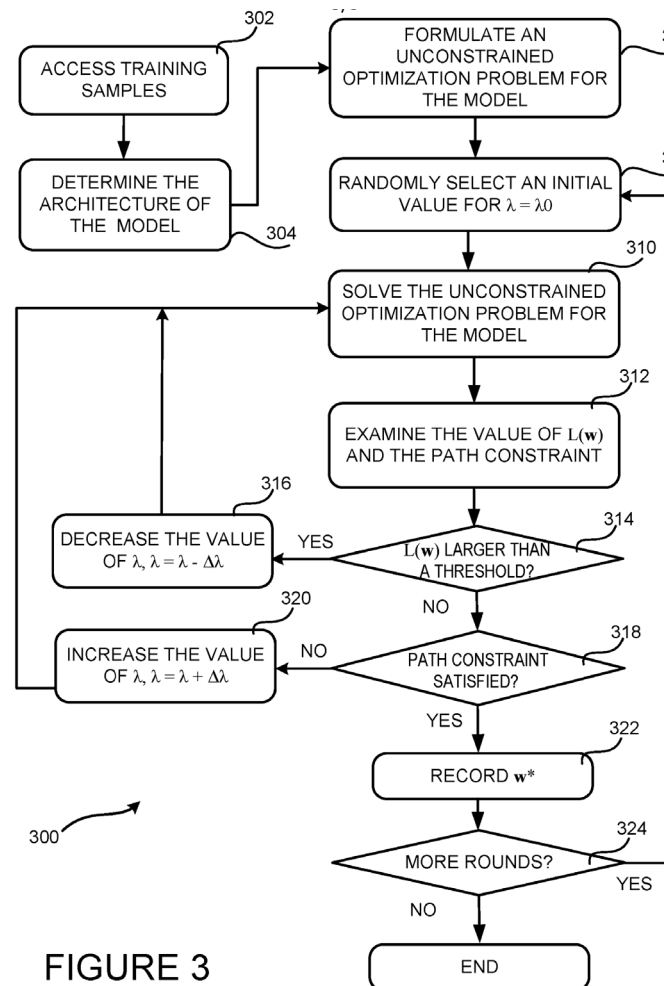 302
ACCESS TRAINING
SAMPLES
DETERMINE THE
ARCHITECTURE OF
THE MODEL
304
FORMULATE AN
UNCONSTRAINED
OPTIMIZATION PROBLEM FOR
THE MODEL
RANDOMLY SELECT AN INITIAL
VALUE FOR λ = λ0
310
SOLVE THE UNCONSTRAINED
OPTIMIZATION PROBLEM FOR
THE MODEL
312
EXAMINE THE VALUE OF L(w)
AND THE PATH CONSTRAINT
314
L(w) LARGER THAN
A THRESHOLD?
YES
316
DECREASE THE VALUE
OF λ, λ = λ - Δλ
NO
318
PATH CONSTRAINT
SATISFIED?
NO
320
INCREASE THE VALUE
OF λ, λ = λ + Δλ
YES
322
RECORD w*
324
MORE ROUNDS?
YES
NO
END
300
FIGURE 3